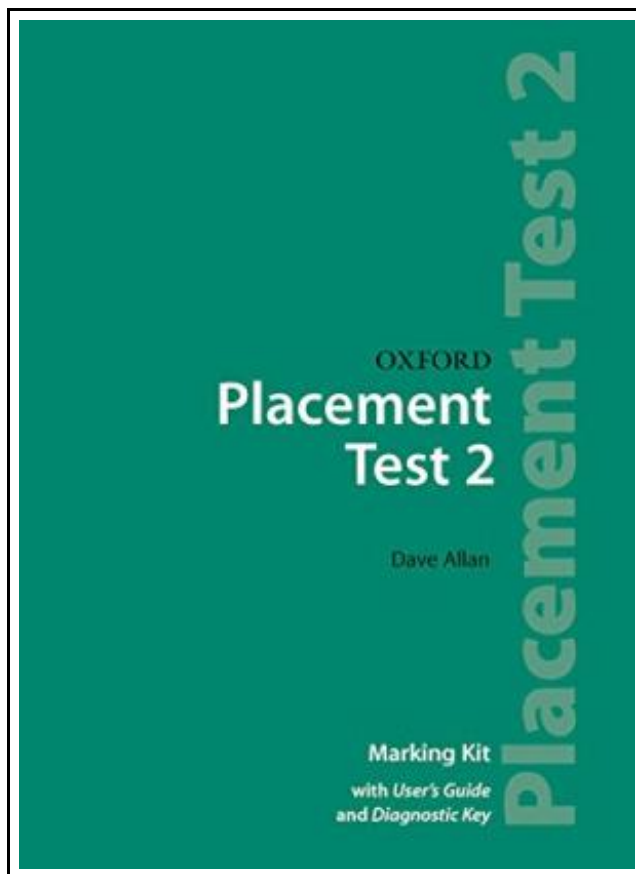 Placement Test 2
OXFORD
Placement
Test 2
Dave Allan
Marking Kit
with User's Guide
and Diagnostic Key